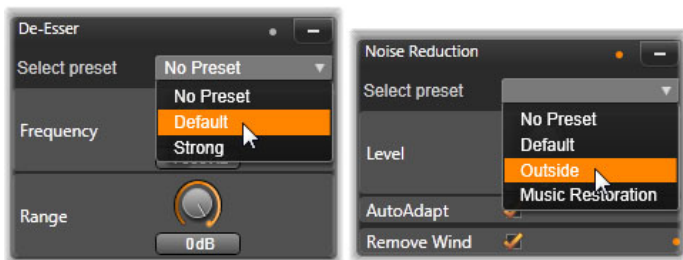 De-Esser
Select preset
No Preset
No Preset
Default
Strong
Frequency
Range
0dB
Noise Reduction
Select preset
No Preset
Default
Outside
Music Restoration
Level
AutoAdapt
Remove Wind